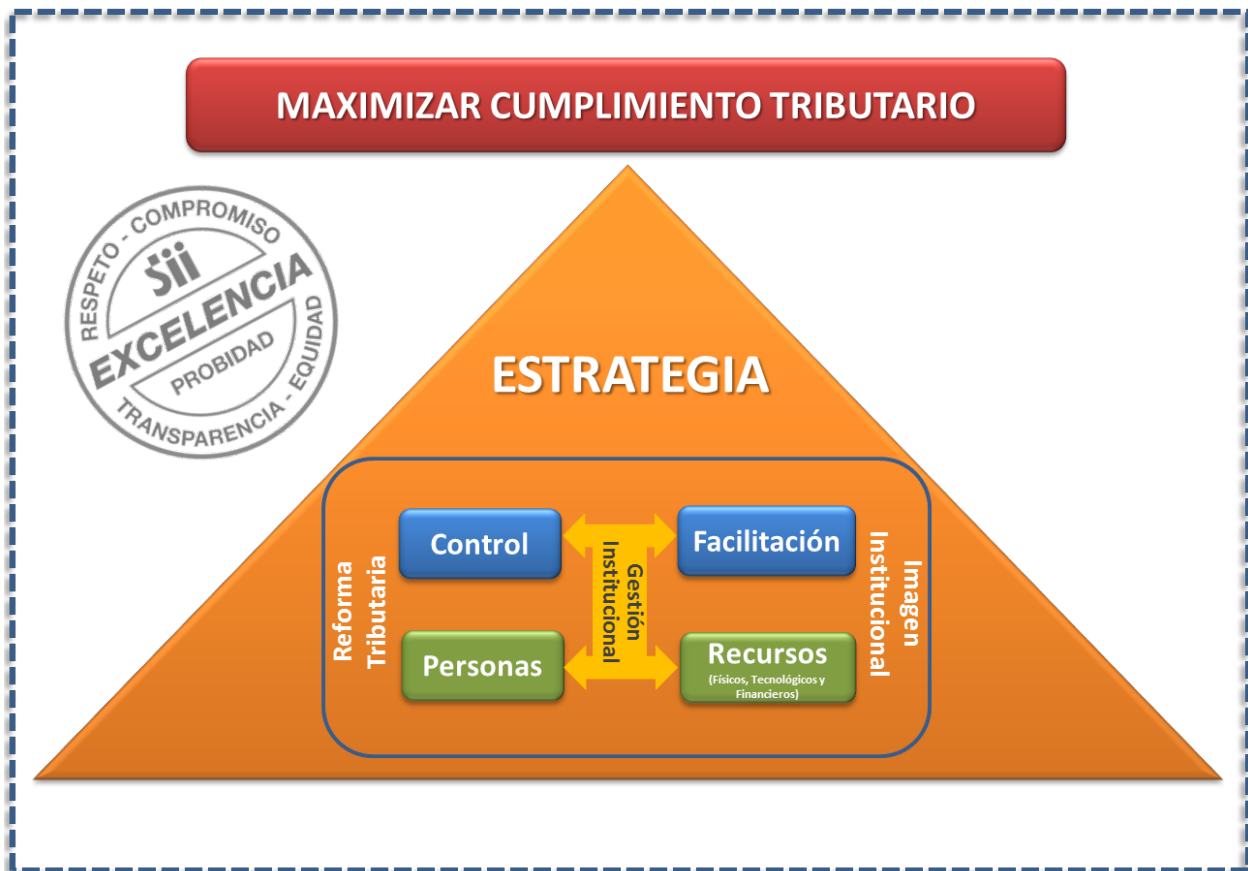 MAXIMIZAR CUMPLIMIENTO TRIBUTARIO
RESPETO - COMPROMISO
Sii
EXCELENCIA
PROBIDAD
TRANSPARENCIA - EQUIDAD
ESTRATEGIA
Reforma
Tributaria
Control
Facilitación
Gestión
Institucional
Personas
Recursos
(Físicos, Tecnológicos y
Financieros)
Imagen
Institucional